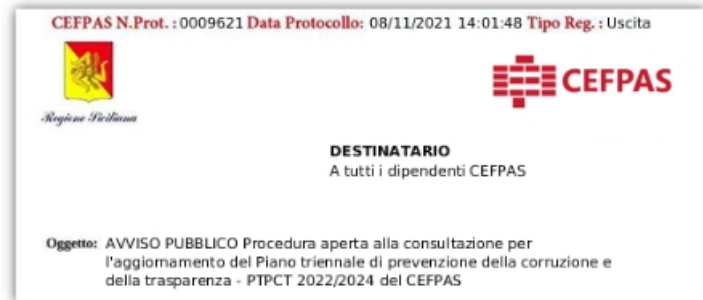 CEFPAS N.Prot. : 0009621 Data Protocollo: 08/11/2021 14:01:48 Tipo Reg. : Uscita
CEFPAS
Regione Siciliana
DESTINATARIO
A tutti i dipendenti CEFPAS
Oggetto: AVVISO PUBBLICO Procedura aperta alla consultazione per
l'aggiornamento del Piano triennale di prevenzione della corruzione e
della trasparenza - PTPCT 2022/2024 del CEFPAS